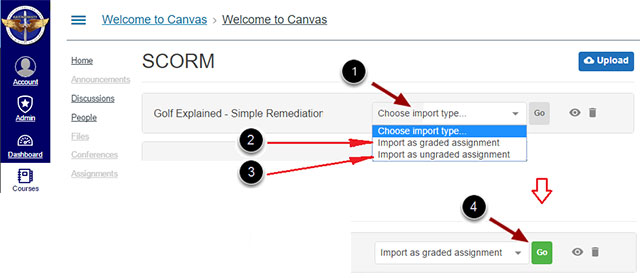 Welcome to Canvas > Welcome to Canvas
SCORM
Upload
Account
Admin
Dashboard
Courses
Home
Announcements
Discussions
People
Files
Conferences
Assignments
1
Golf Explained - Simple Remediation
Choose import type...
Go
Choose import type...
2
Import as graded assignment
3
Import as ungraded assignment
4
Import as graded assignment
Go